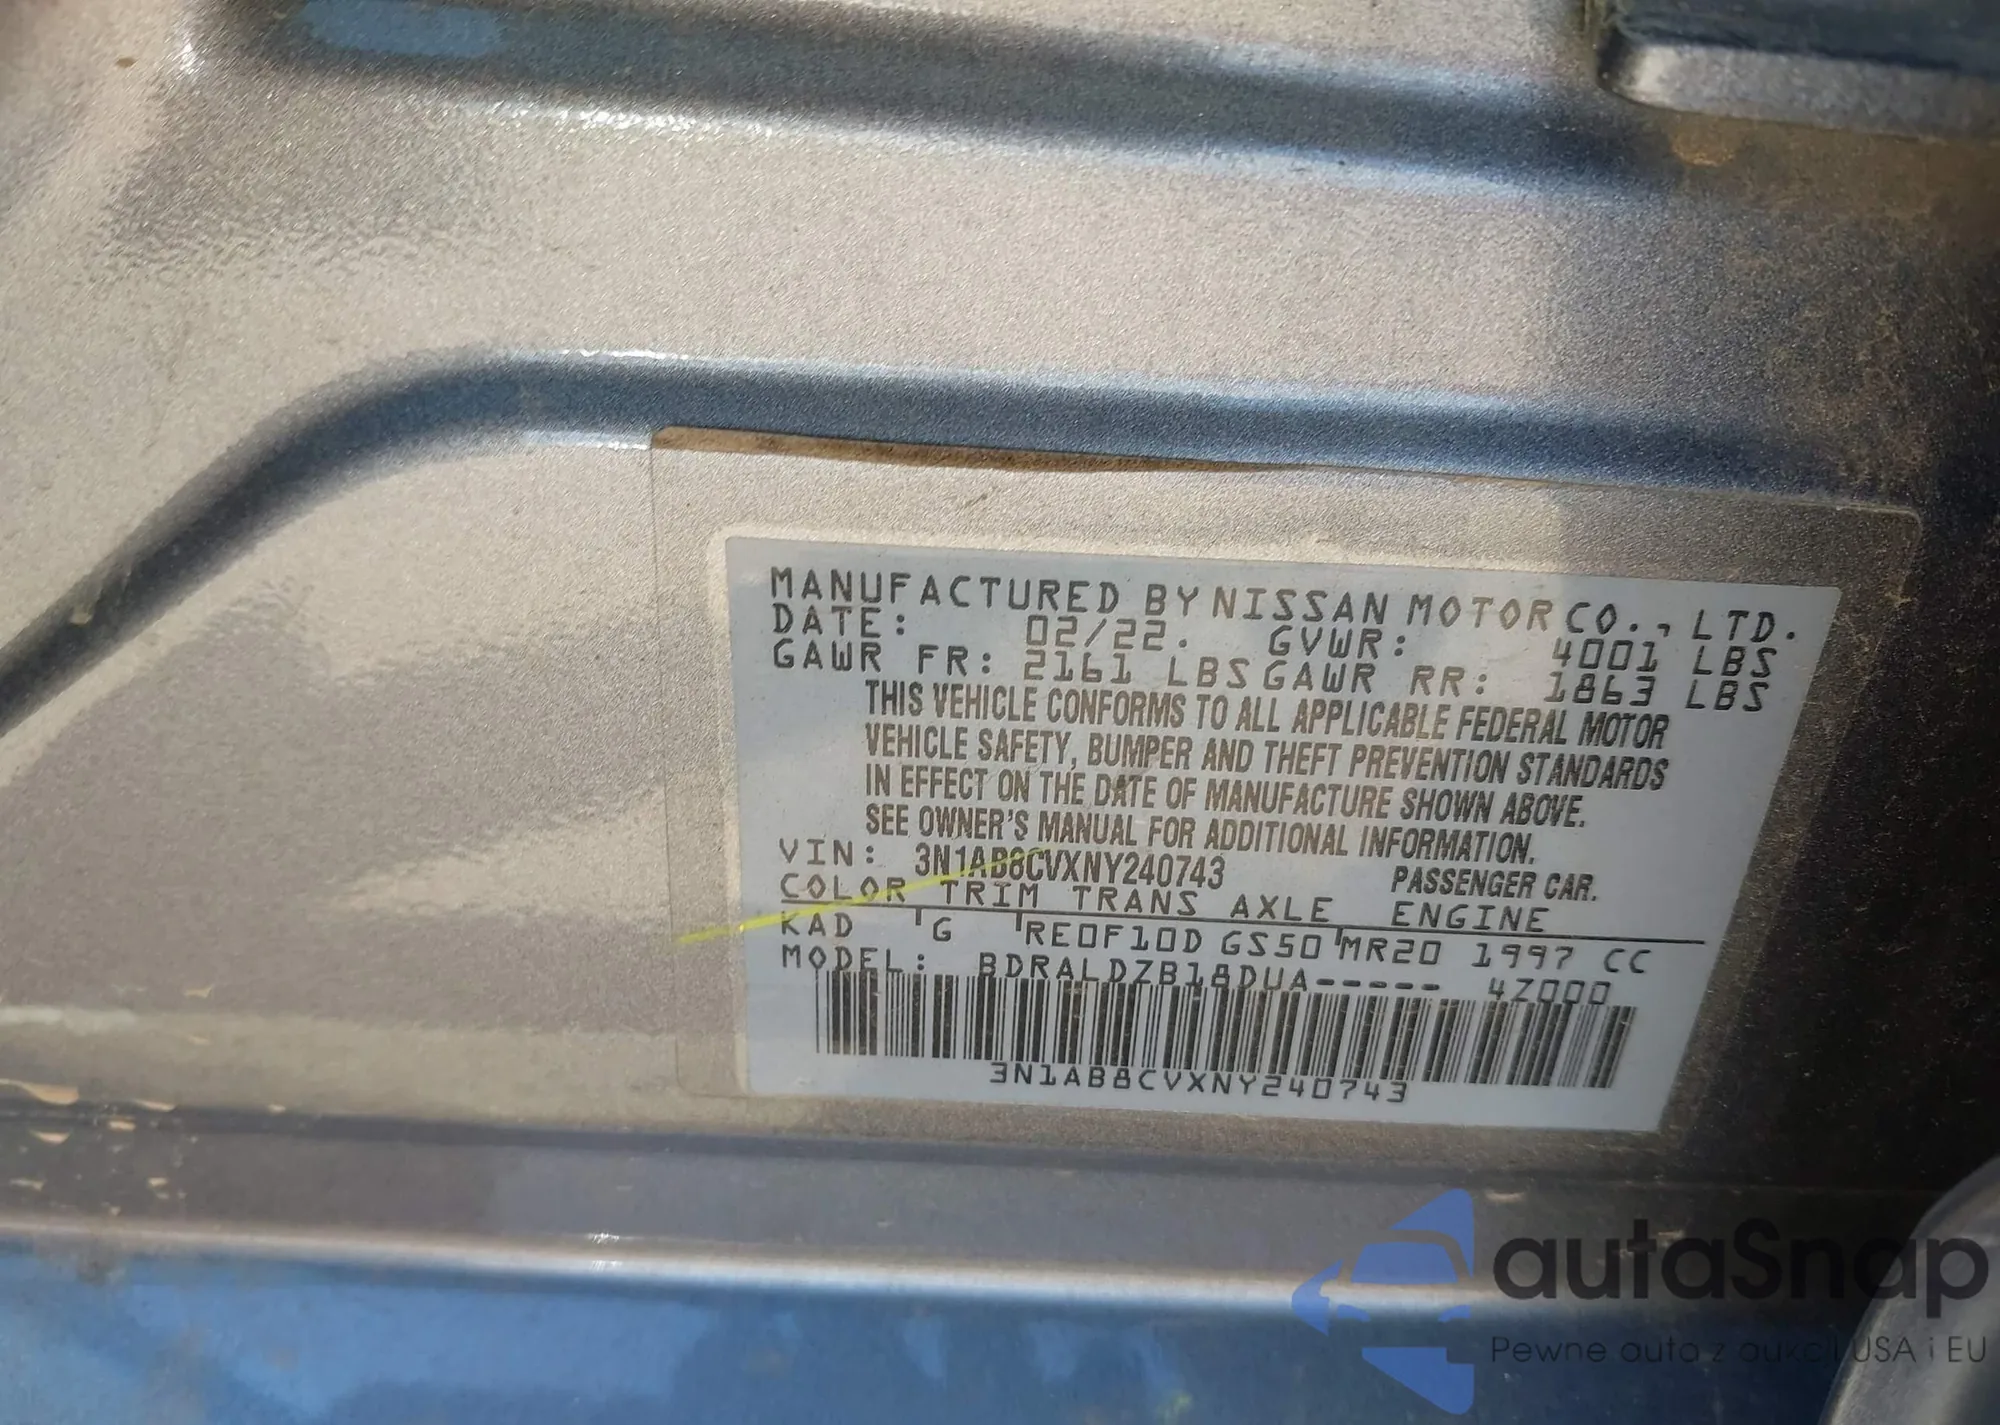 MANUFACTURED BY NISSAN MOTOR CO., LTD.
DATE: 02/22. GVWR: 4001 LBS
GAWR FR: 2161 LBS GAWR RR: 1863 LBS
THIS VEHICLE CONFORMS TO ALL APPLICABLE FEDERAL MOTOR
VEHICLE SAFETY, BUMPER AND THEFT PREVENTION STANDARDS
IN EFFECT ON THE DATE OF MANUFACTURE SHOWN ABOVE.
SEE OWNER'S MANUAL FOR ADDITIONAL INFORMATION.
VIN: 3N1AB8CVXNY240743 PASSENGER CAR.
COLOR TRIM TRANS AXLE ENGINE
KAD G RE0F10D GS50 MR20 1997 CC
MODEL: BDRALDZB18DUA----- 4Z000
3N1AB8CVXNY240743
autaSnap
Pewne auta z aukcji USA i EU